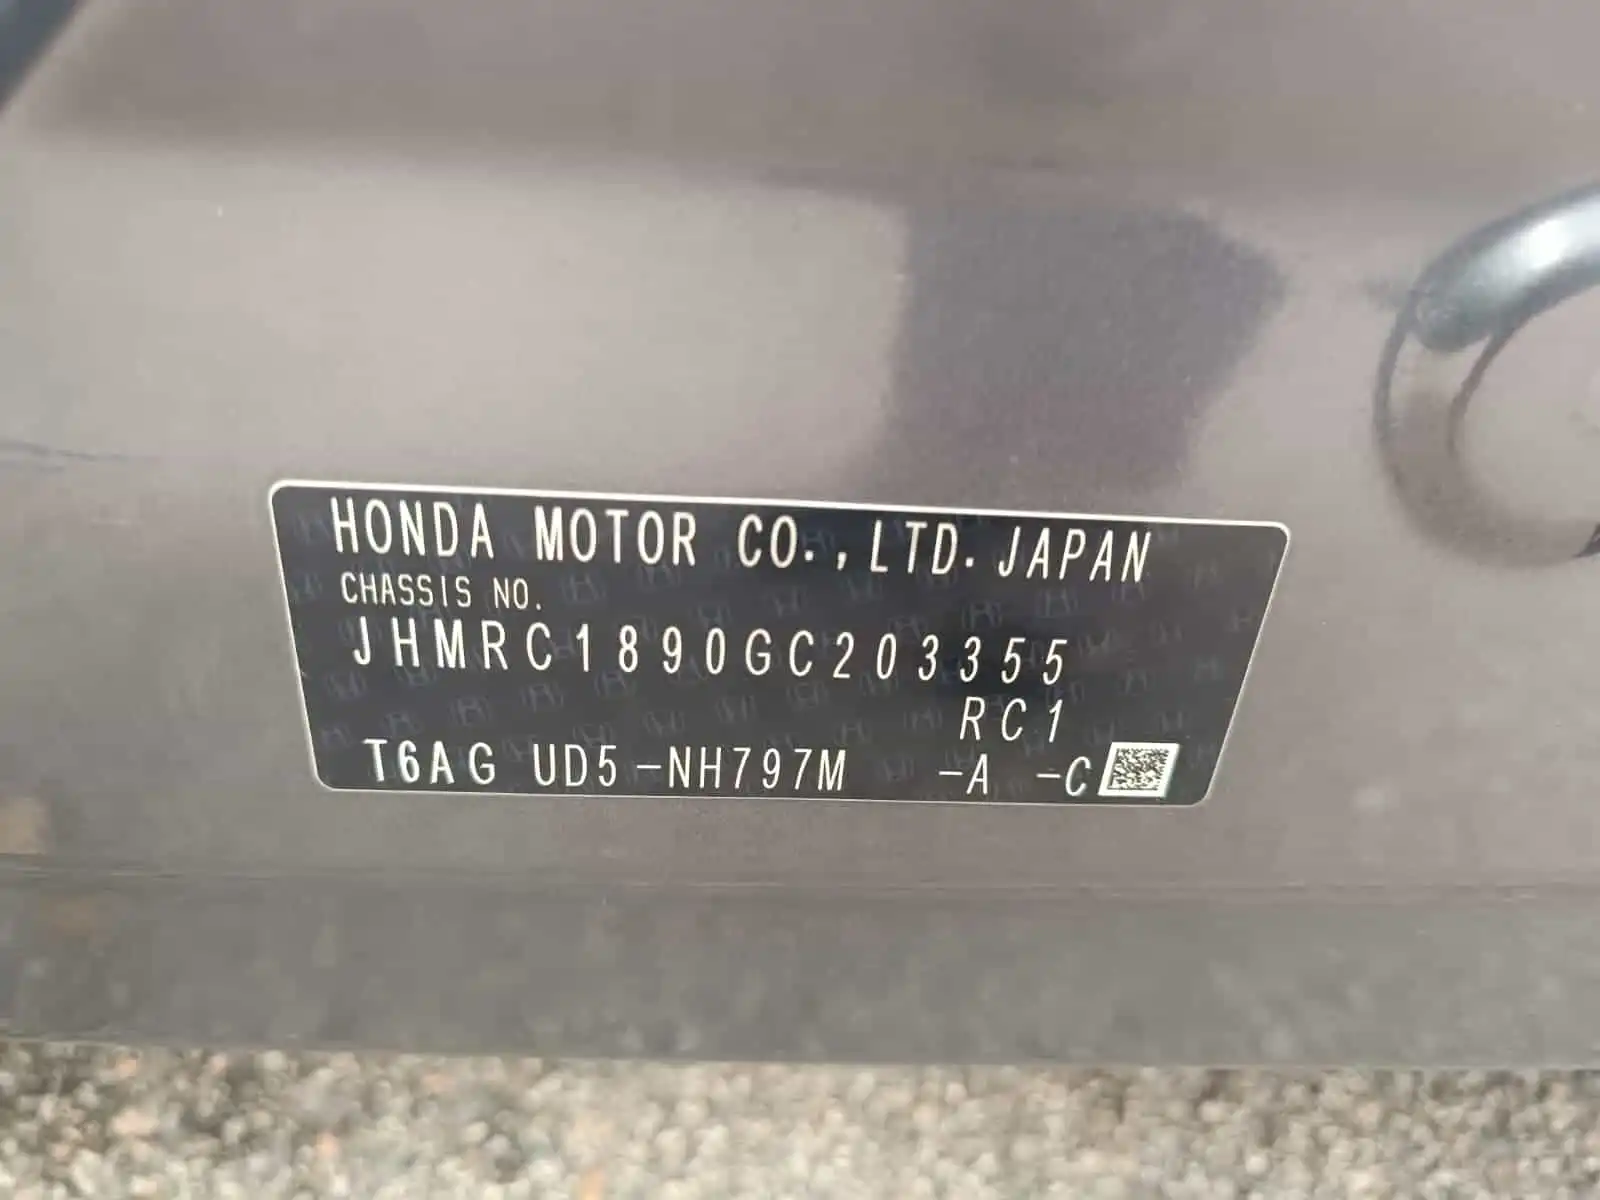 HONDA MOTOR CO.,LTD. JAPAN
CHASSIS NO.
JHMRC1890GC203355
RC1
T6AG UD5-NH797M -A -C